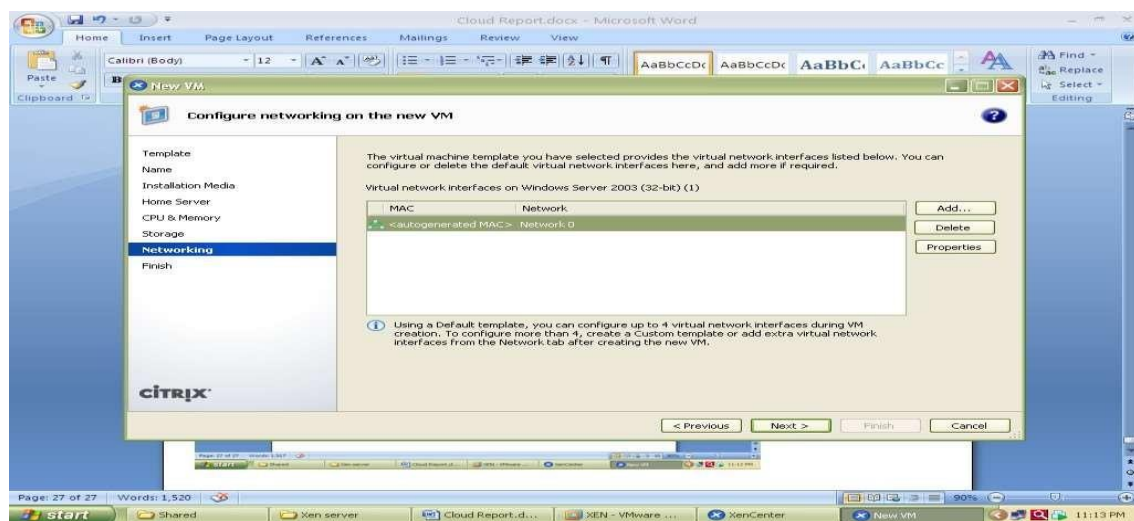 Cloud Report.docx - Microsoft Word
Home Insert Page Layout References Mailings Review View
Calibri (Body) 12
Paste
B
Clipboard
AaBbCcDc AaBbCcDc AaBbC AaBbCc
Find
Replace
Select
Editing
New VM
Configure networking on the new VM
Template
Name
Installation Media
Home Server
CPU & Memory
Storage
Networking
Finish
The virtual machine template you have selected provides the virtual network interfaces listed below. You can
configure or delete the default virtual network interfaces here, and add more if required.
Virtual network interfaces on Windows Server 2003 (32-bit) (1)
MAC Network
<autogenerated MAC> Network 0
Add...
Delete
Properties
Using a Default template, you can configure up to 4 virtual network interfaces during VM
creation. To configure more than 4, create a Custom template or add extra virtual network
interfaces from the Network tab after creating the new VM.
CITRIX
< Previous Next > Finish Cancel
start
Page: 27 of 27 Words: 1,520 90%
start Shared Xen server Cloud Report.d... XEN - VMware ... XenCenter New VM 11:13 PM